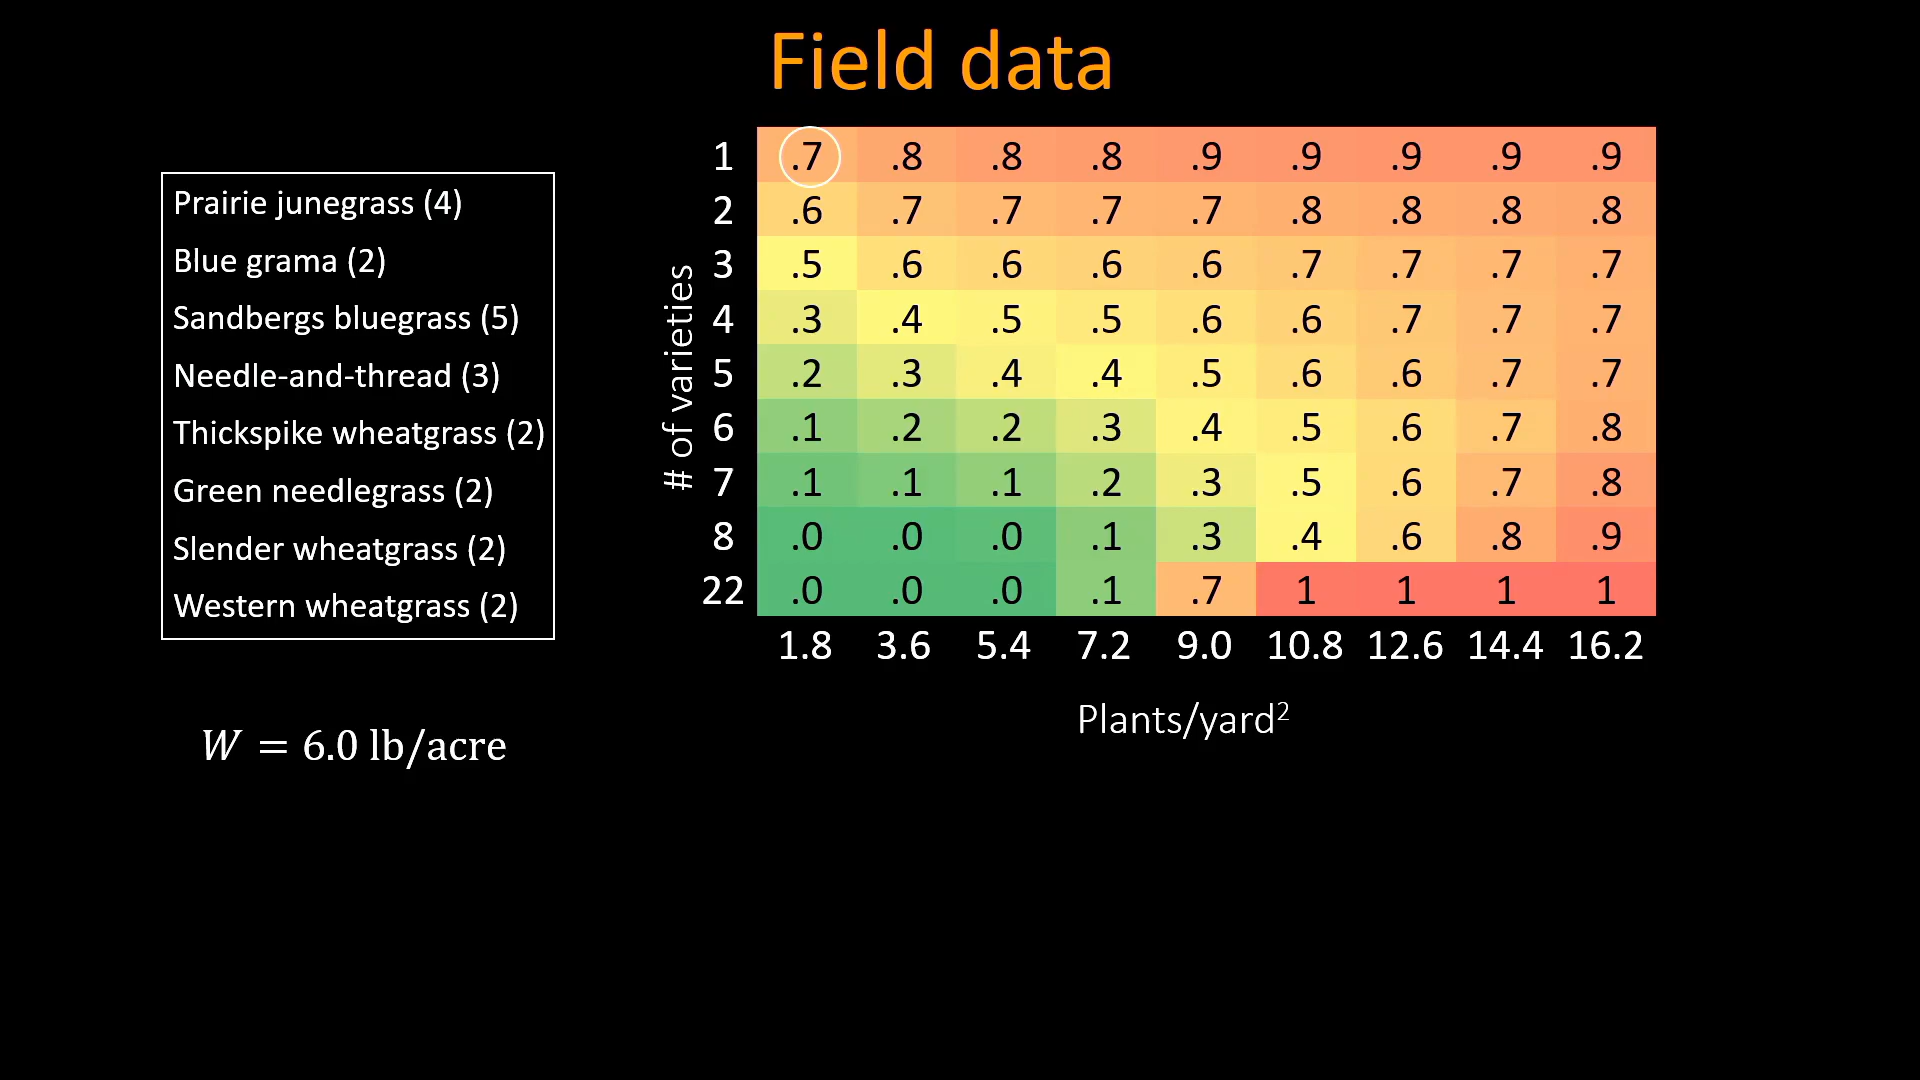 Field data
Prairie junegrass (4)
Blue grama (2)
Sandbergs bluegrass (5)
Needle-and-thread (3)
Thickspike wheatgrass (2)
Green needlegrass (2)
Slender wheatgrass (2)
Western wheatgrass (2)
W = 6.0 lb/acre
# of varieties
1 .7 .8 .8 .8 .9 .9 .9 .9 .9
2 .6 .7 .7 .7 .7 .8 .8 .8 .8
3 .5 .6 .6 .6 .6 .7 .7 .7 .7
4 .3 .4 .5 .5 .6 .6 .7 .7 .7
5 .2 .3 .4 .4 .5 .6 .6 .7 .7
6 .1 .2 .2 .3 .4 .5 .6 .7 .8
7 .1 .1 .1 .2 .3 .5 .6 .7 .8
8 .0 .0 .0 .1 .3 .4 .6 .8 .9
22 .0 .0 .0 .1 .7 1 1 1 1
1.8 3.6 5.4 7.2 9.0 10.8 12.6 14.4 16.2
Plants/yard²